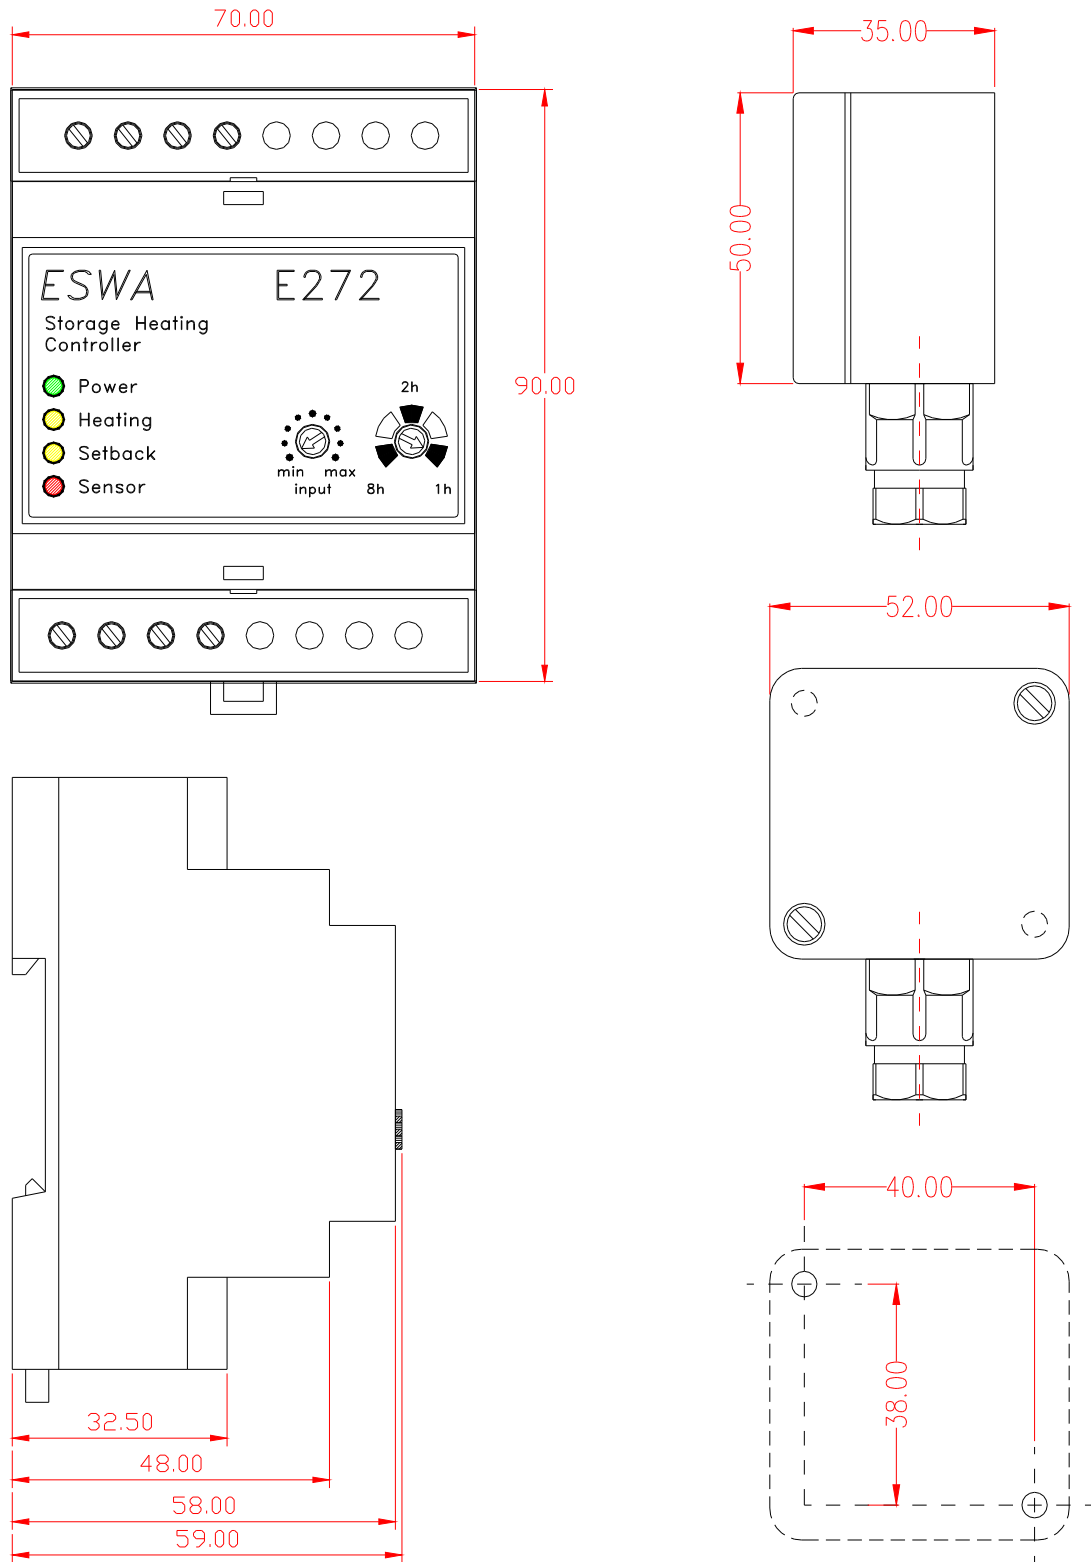 70.00
35.00
50.00
ESWA E272
Storage Heating
Controller
Power
Heating
Setback
Sensor
2h
min max
input
8h 1h
90.00
52.00
40.00
38.00
32.50
48.00
58.00
59.00